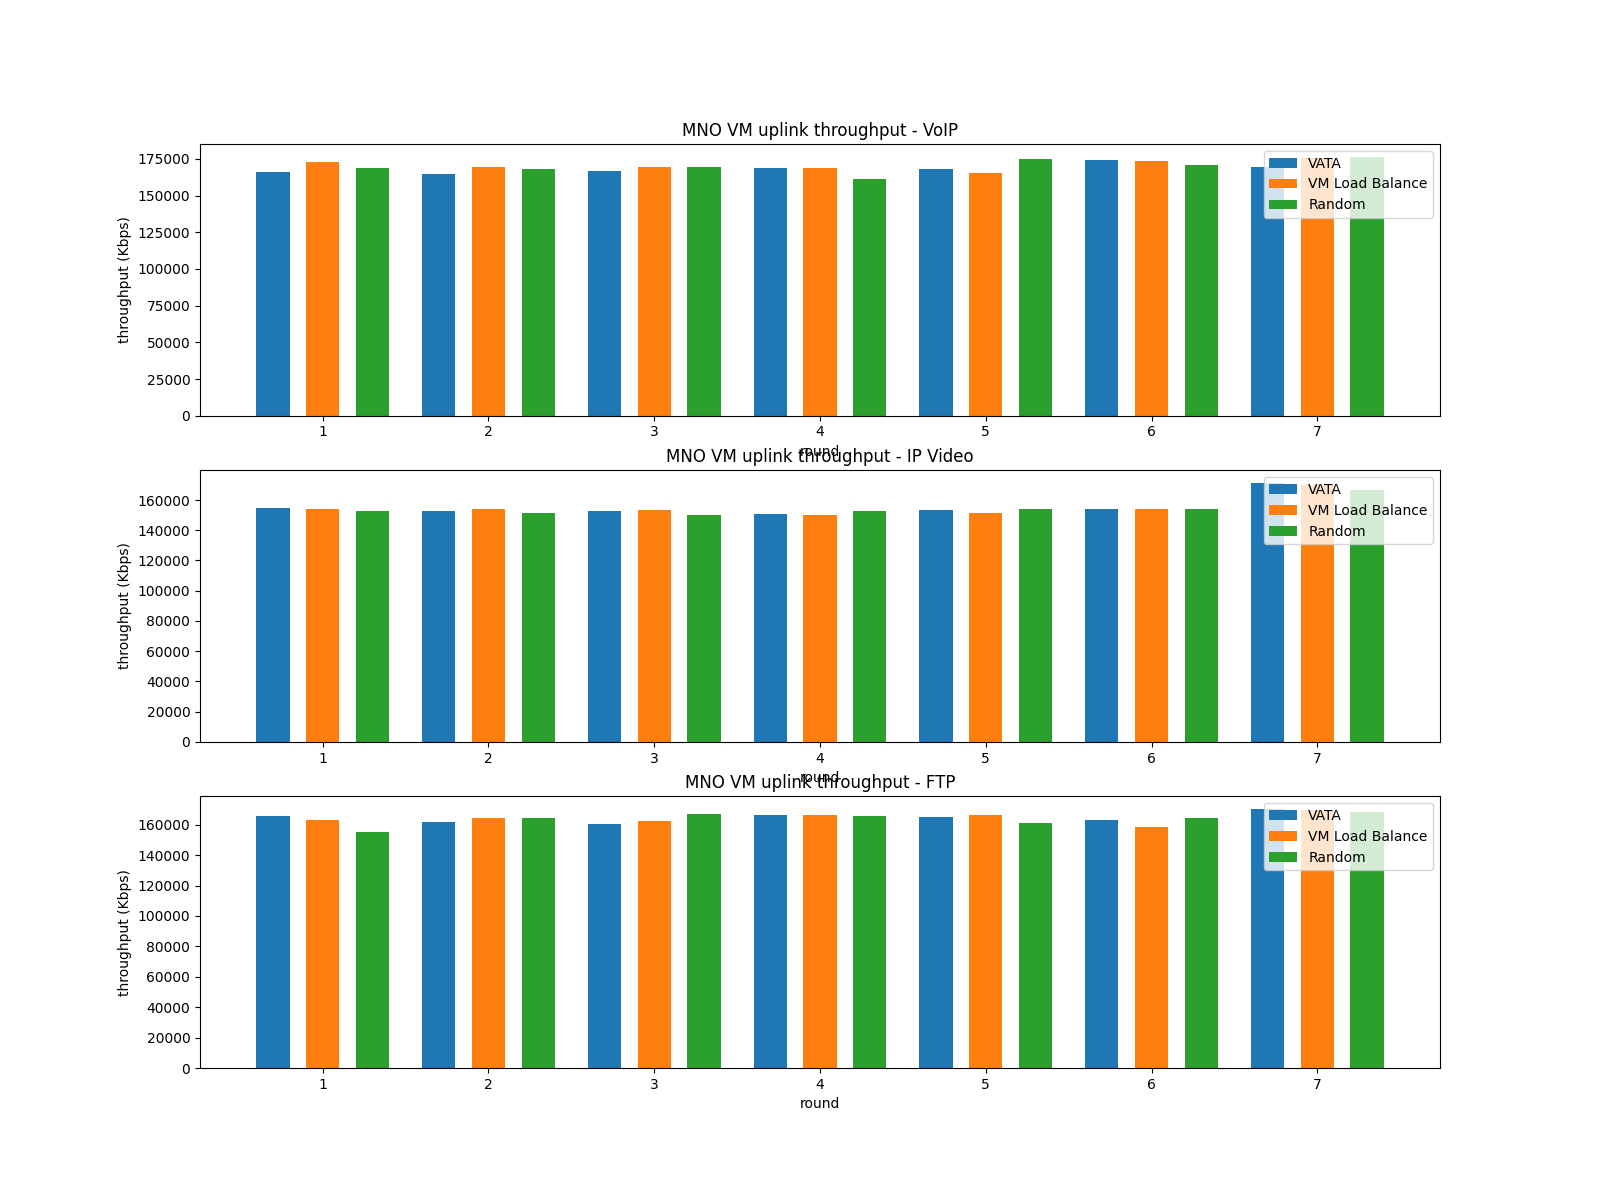 MNO VM uplink throughput - VoIP
throughput (Kbps)
175000
150000
125000
100000
75000
50000
25000
0
VATA
VM Load Balance
Random
1 2 3 4 5 6 7
round
MNO VM uplink throughput - IP Video
throughput (Kbps)
160000
140000
120000
100000
80000
60000
40000
20000
0
VATA
VM Load Balance
Random
1 2 3 4 5 6 7
round
MNO VM uplink throughput - FTP
throughput (Kbps)
160000
140000
120000
100000
80000
60000
40000
20000
0
VATA
VM Load Balance
Random
1 2 3 4 5 6 7
round